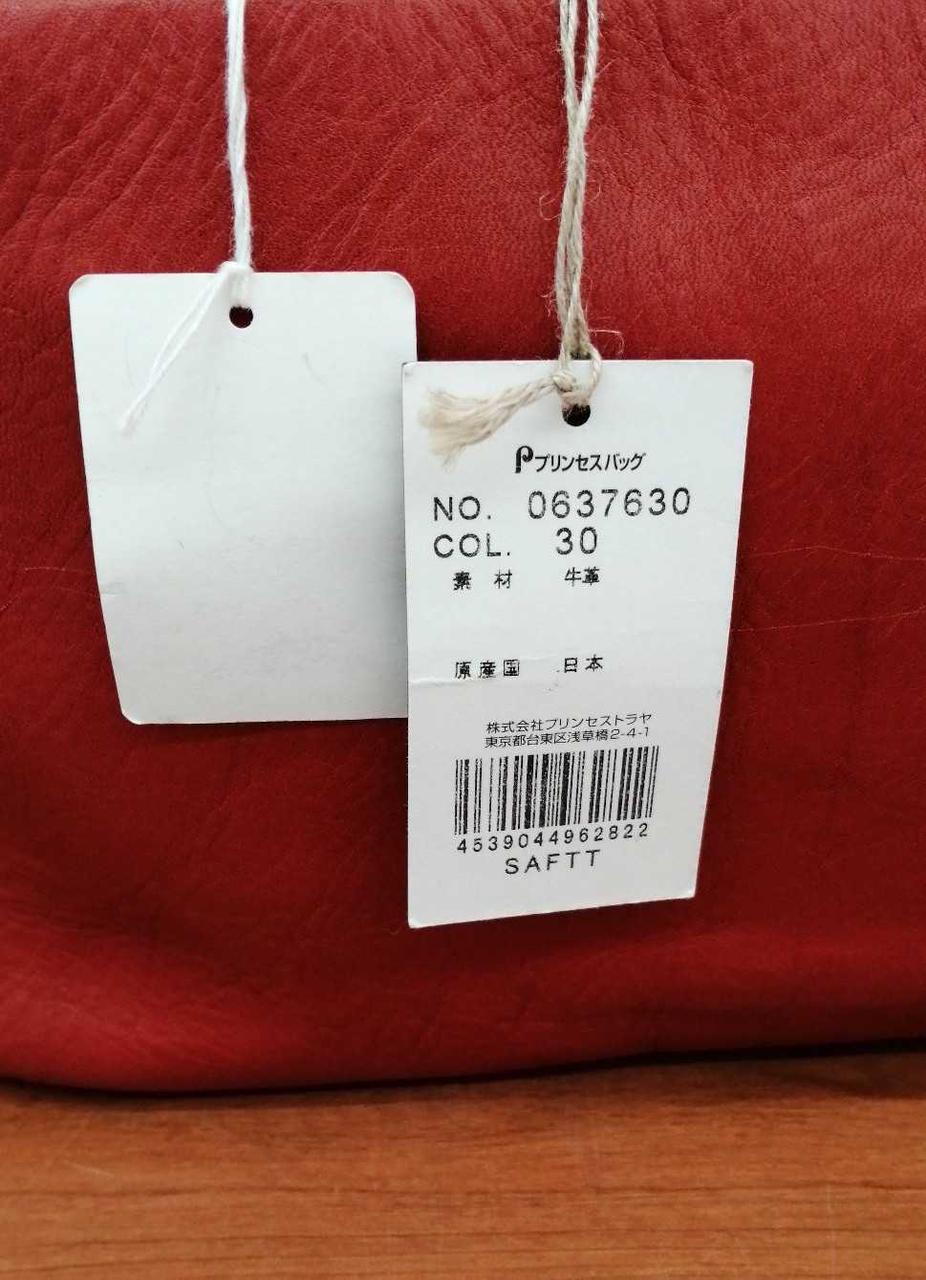 Pプリンセスバッグ
NO. 0637630
COL. 30
素 材 牛革
原産国 日本
株式会社プリンセストラヤ
東京都台東区浅草橋2-4-1
4539044962822
SAFTT